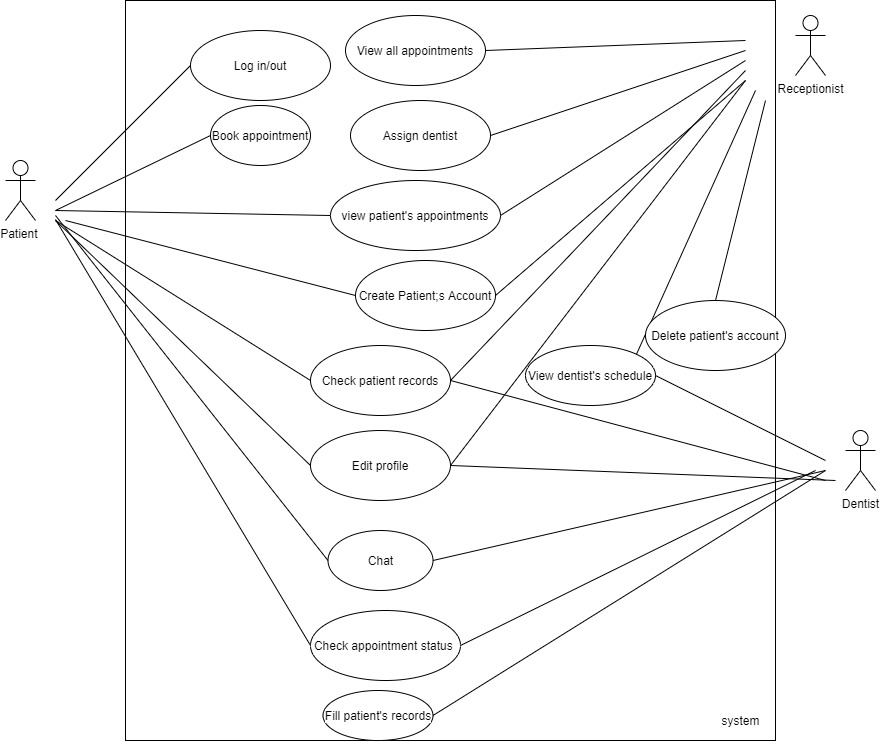 View all appointments
Log in/out
Receptionist
Book appointment
Assign dentist
Patient
view patient's appointments
Create Patient;s Account
Delete patient's account
Check patient records
View dentist's schedule
Edit profile
Dentist
Chat
Check appointment status
Fill patient's records
system